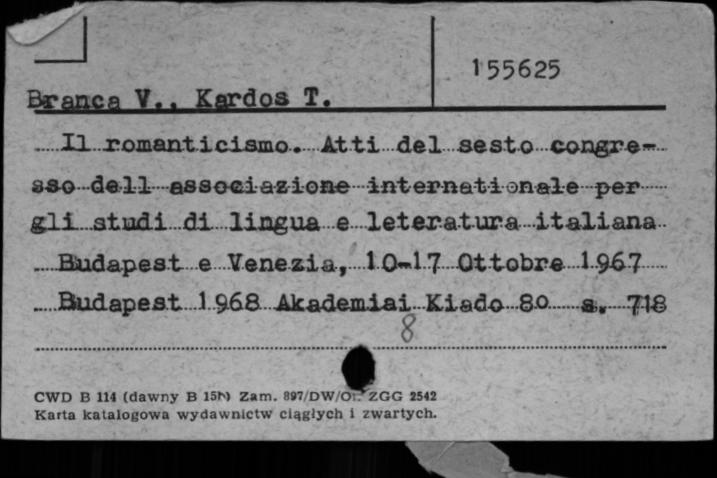 155625
Branca V., Kardos T.
Il romanticismo. Atti del sesto congre-
sso dell associazione internationale per
gli studi di lingua e leteratura italiana
Budapest e Venezia, 10-17 Ottobre 1967
Budapest 1968 Akademiai Kiado 80 s. 718
8
CWD B 114 (dawny B 15N) Zam. 897/DW/O ZGG 2542
Karta katalogowa wydawnictw ciągłych i zwartych.